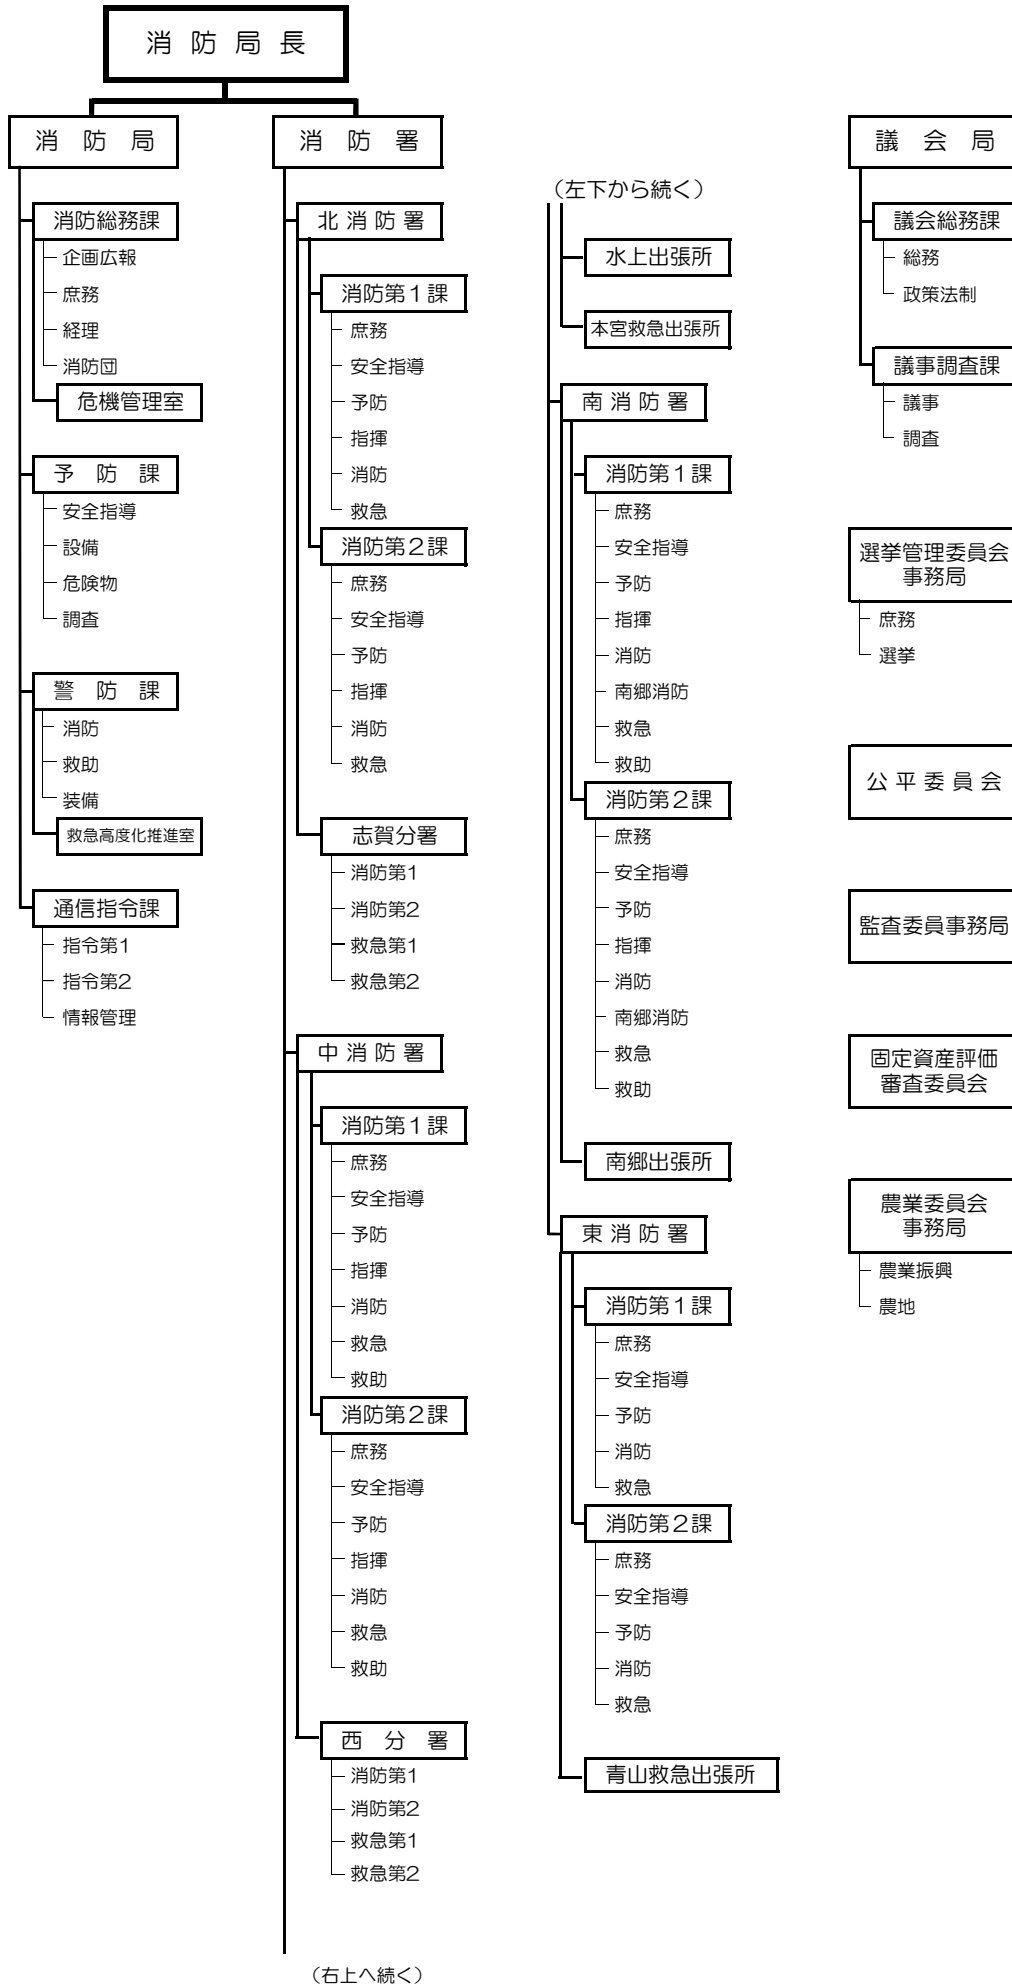 消防局長
消防局
消防総務課
企画広報
庶務
経理
消防団
危機管理室
予防課
安全指導
設備
危険物
調査
警防課
消防
救助
装備
救急高度化推進室
通信指令課
指令第1
指令第2
情報管理
消防署
北消防署
消防第1課
庶務
安全指導
予防
指揮
消防
救急
消防第2課
庶務
安全指導
予防
指揮
消防
救急
志賀分署
消防第1
消防第2
救急第1
救急第2
中消防署
消防第1課
庶務
安全指導
予防
指揮
消防
救急
救助
消防第2課
庶務
安全指導
予防
指揮
消防
救急
救助
西分署
消防第1
消防第2
救急第1
救急第2
（右上へ続く）
（左下から続く）
水上出張所
本宮救急出張所
南消防署
消防第1課
庶務
安全指導
予防
指揮
消防
南郷消防
救急
救助
消防第2課
庶務
安全指導
予防
指揮
消防
南郷消防
救急
救助
南郷出張所
東消防署
消防第1課
庶務
安全指導
予防
消防
救急
消防第2課
庶務
安全指導
予防
消防
救急
青山救急出張所
議会局
議会総務課
総務
政策法制
議事調査課
議事
調査
選挙管理委員会
事務局
庶務
選挙
公平委員会
監査委員事務局
固定資産評価
審査委員会
農業委員会
事務局
農業振興
農地